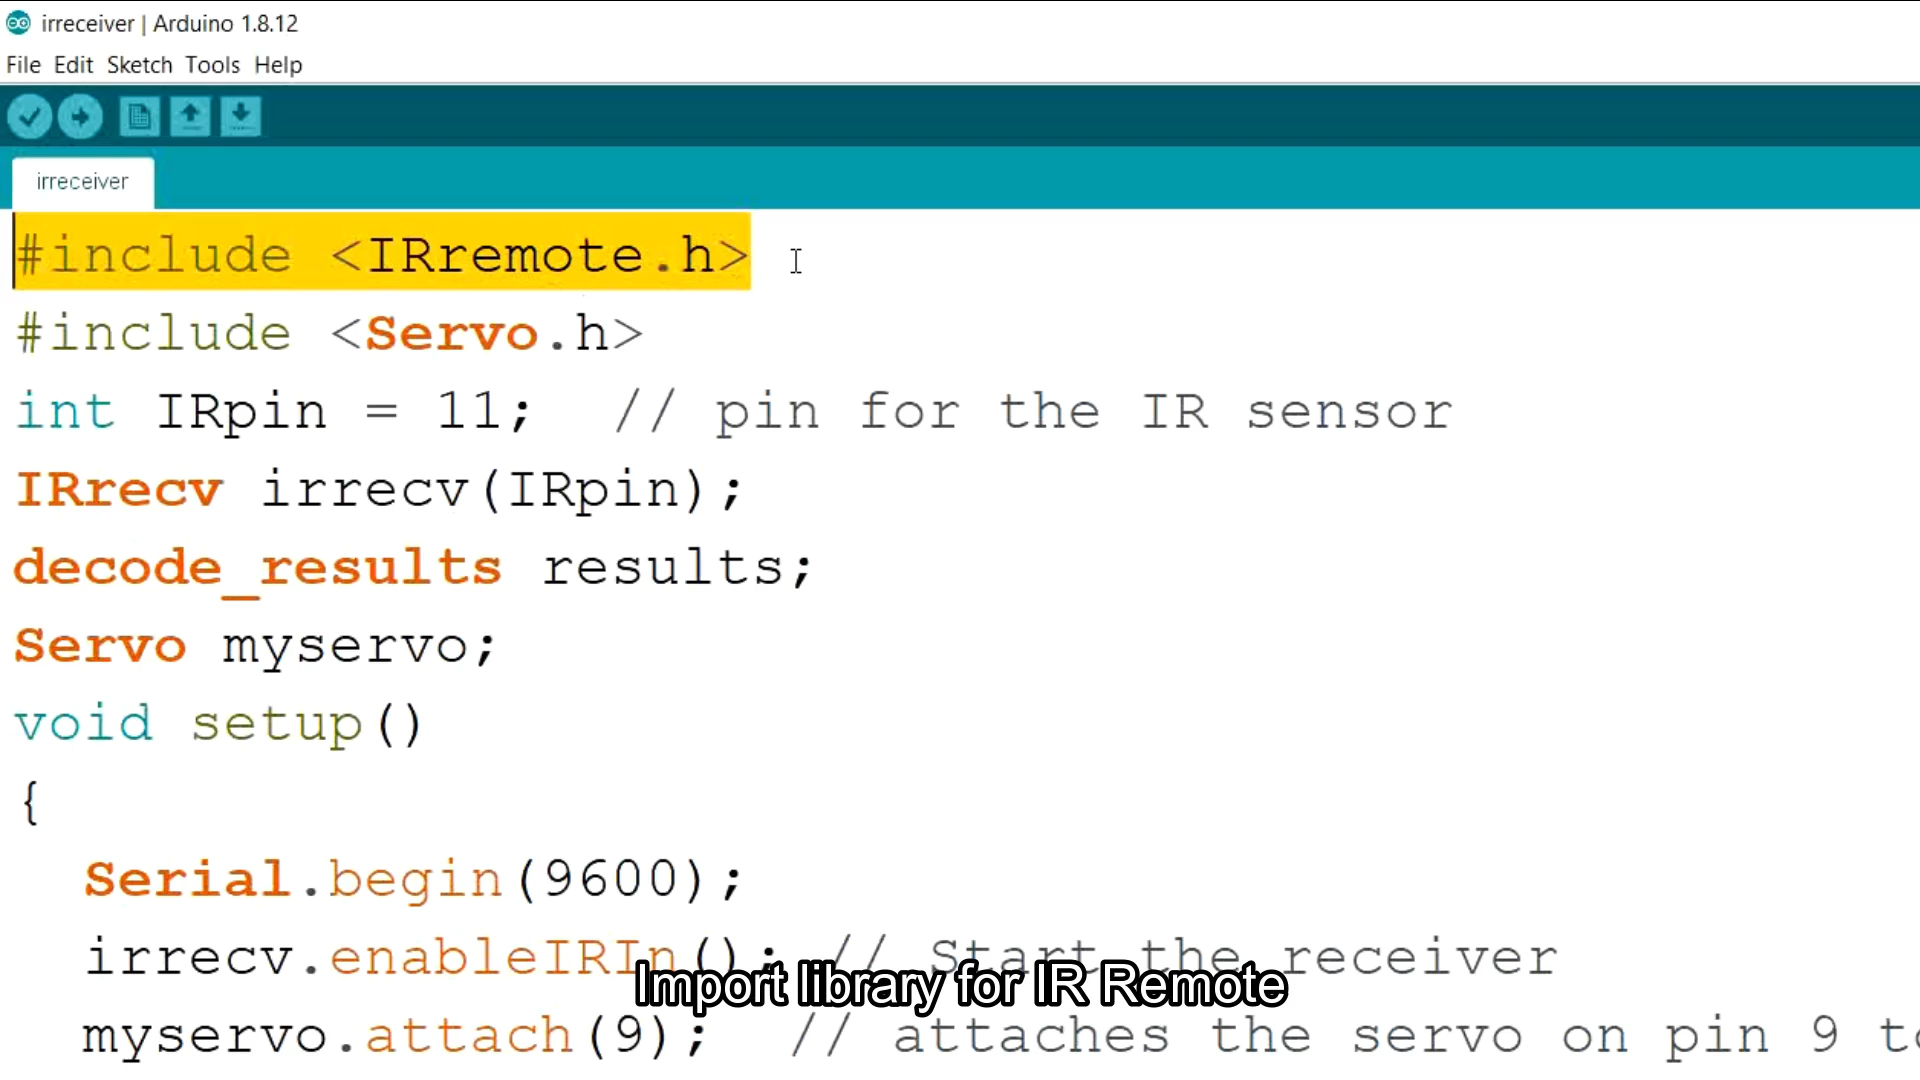 irreceiver | Arduino 1.8.12
File Edit Sketch Tools Help
irreceiver
#include <IRremote.h>
#include <Servo.h>
int IRpin = 11;  // pin for the IR sensor
IRrecv irrecv(IRpin);
decode_results results;
Servo myservo;
void setup()
{
  Serial.begin(9600);
  irrecv.enableIRIn(); // Start the receiver
Import library for IR Remote
  myservo.attach(9);  // attaches the servo on pin 9 to